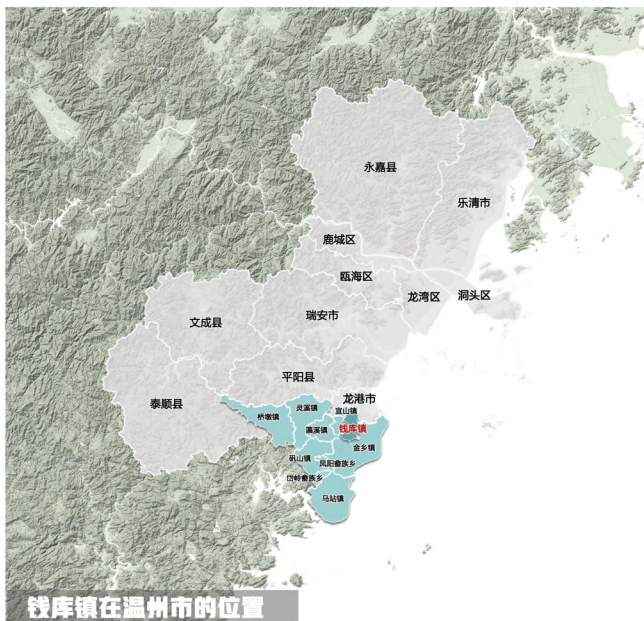 永嘉县
乐清市
鹿城区
瓯海区
龙湾区
洞头区
文成县
瑞安市
平阳县
泰顺县
龙港市
灵溪镇
宜山镇
桥墩镇
藻溪镇
钱库镇
金乡镇
矾山镇
凤阳畲族乡
岱岭畲族乡
马站镇
钱库镇在温州市的位置